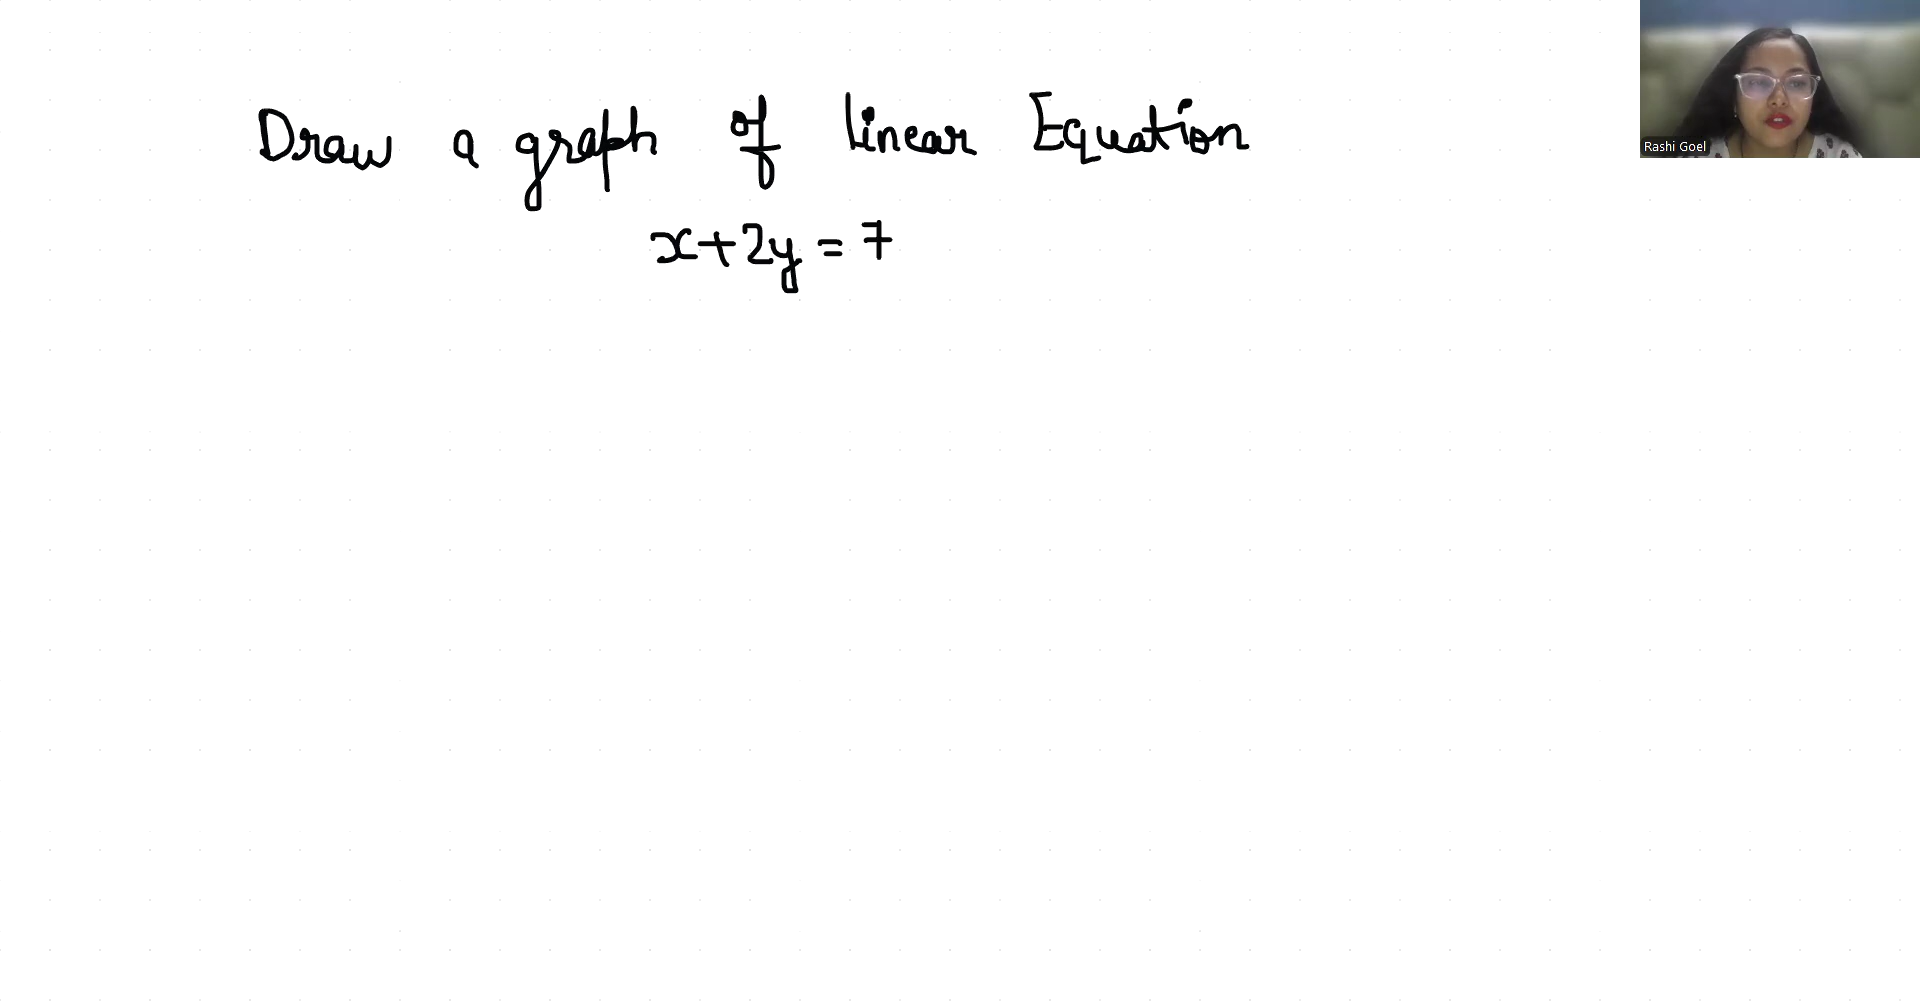 Draw a graph of linear Equation
x+2y = 7
Rashi Goel